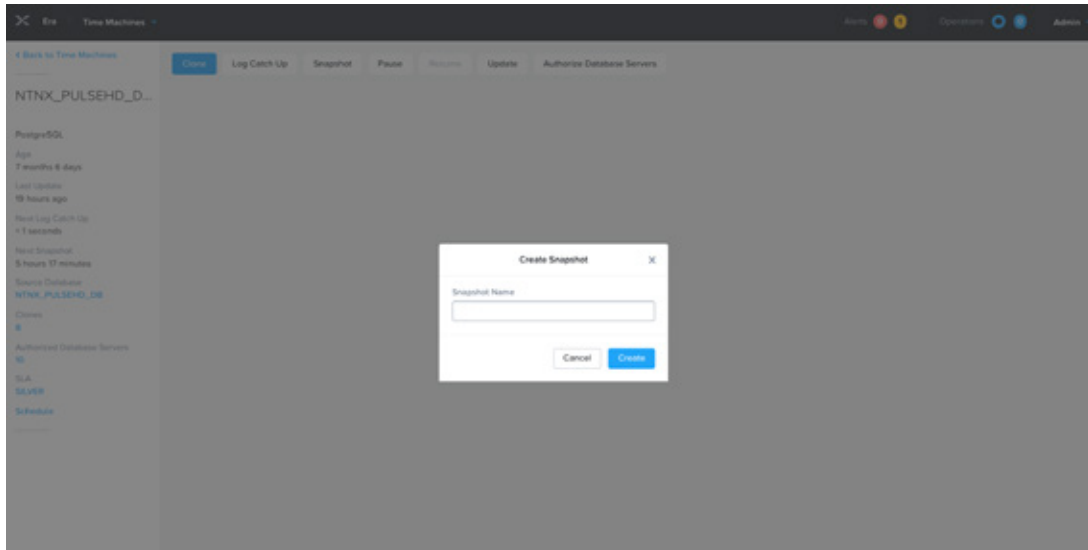 Era
Time Machines
Alerts
Operations
Admin
< Back to Time Machines
Clone
Log Catch Up
Snapshot
Pause
Resume
Update
Authorize Database Servers
NTNX_PULSEHD_D...
PostgreSQL
Age
7 months 6 days
Last Update
19 hours ago
Next Log Catch Up
< 1 seconds
Next Snapshot
5 hours 17 minutes
Source Database
NTNX_PULSEHD_DB
Clones
Authorized Database Servers
SLA
SILVER
Schedule
Create Snapshot
X
Snapshot Name
Cancel
Create